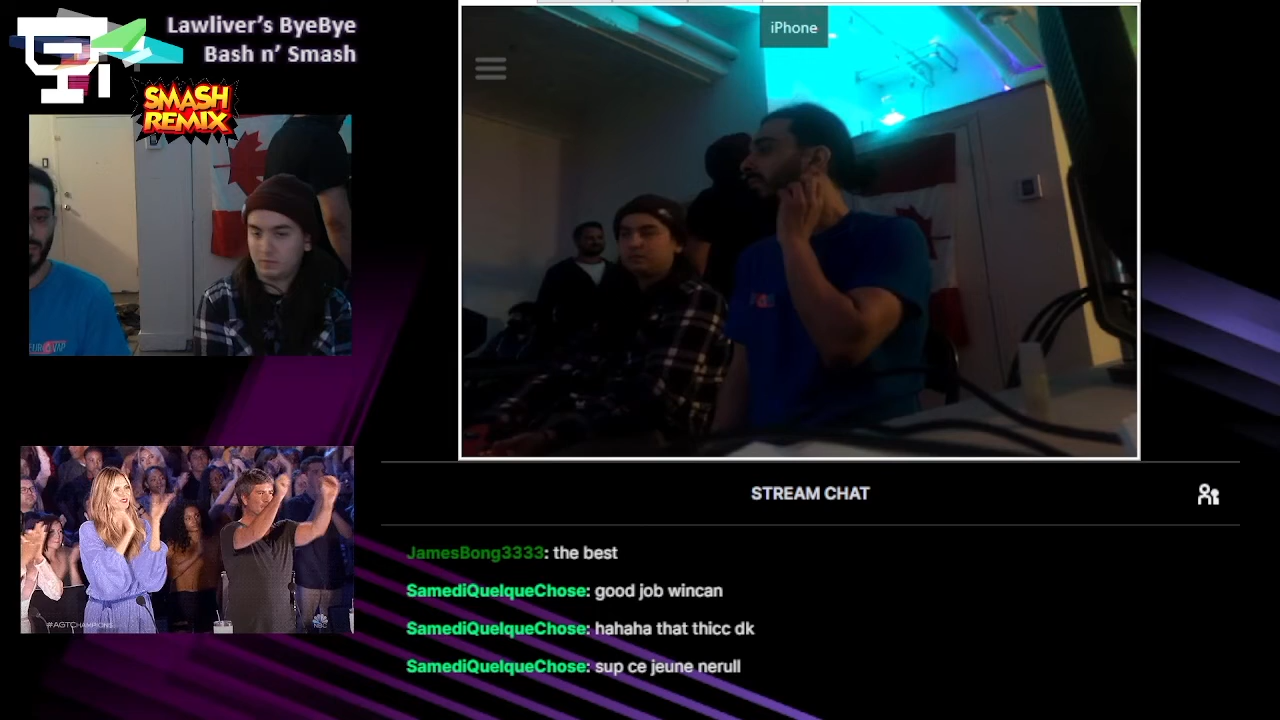 Lawliver's ByeBye
Bash n' Smash
SMASH
REMIX
iPhone
#AGTCHAMPIONS
STREAM CHAT
JamesBong3333: the best
SamediQuelqueChose: good job wincan
SamediQuelqueChose: hahaha that thicc dk
SamediQuelqueChose: sup ce jeune nerull